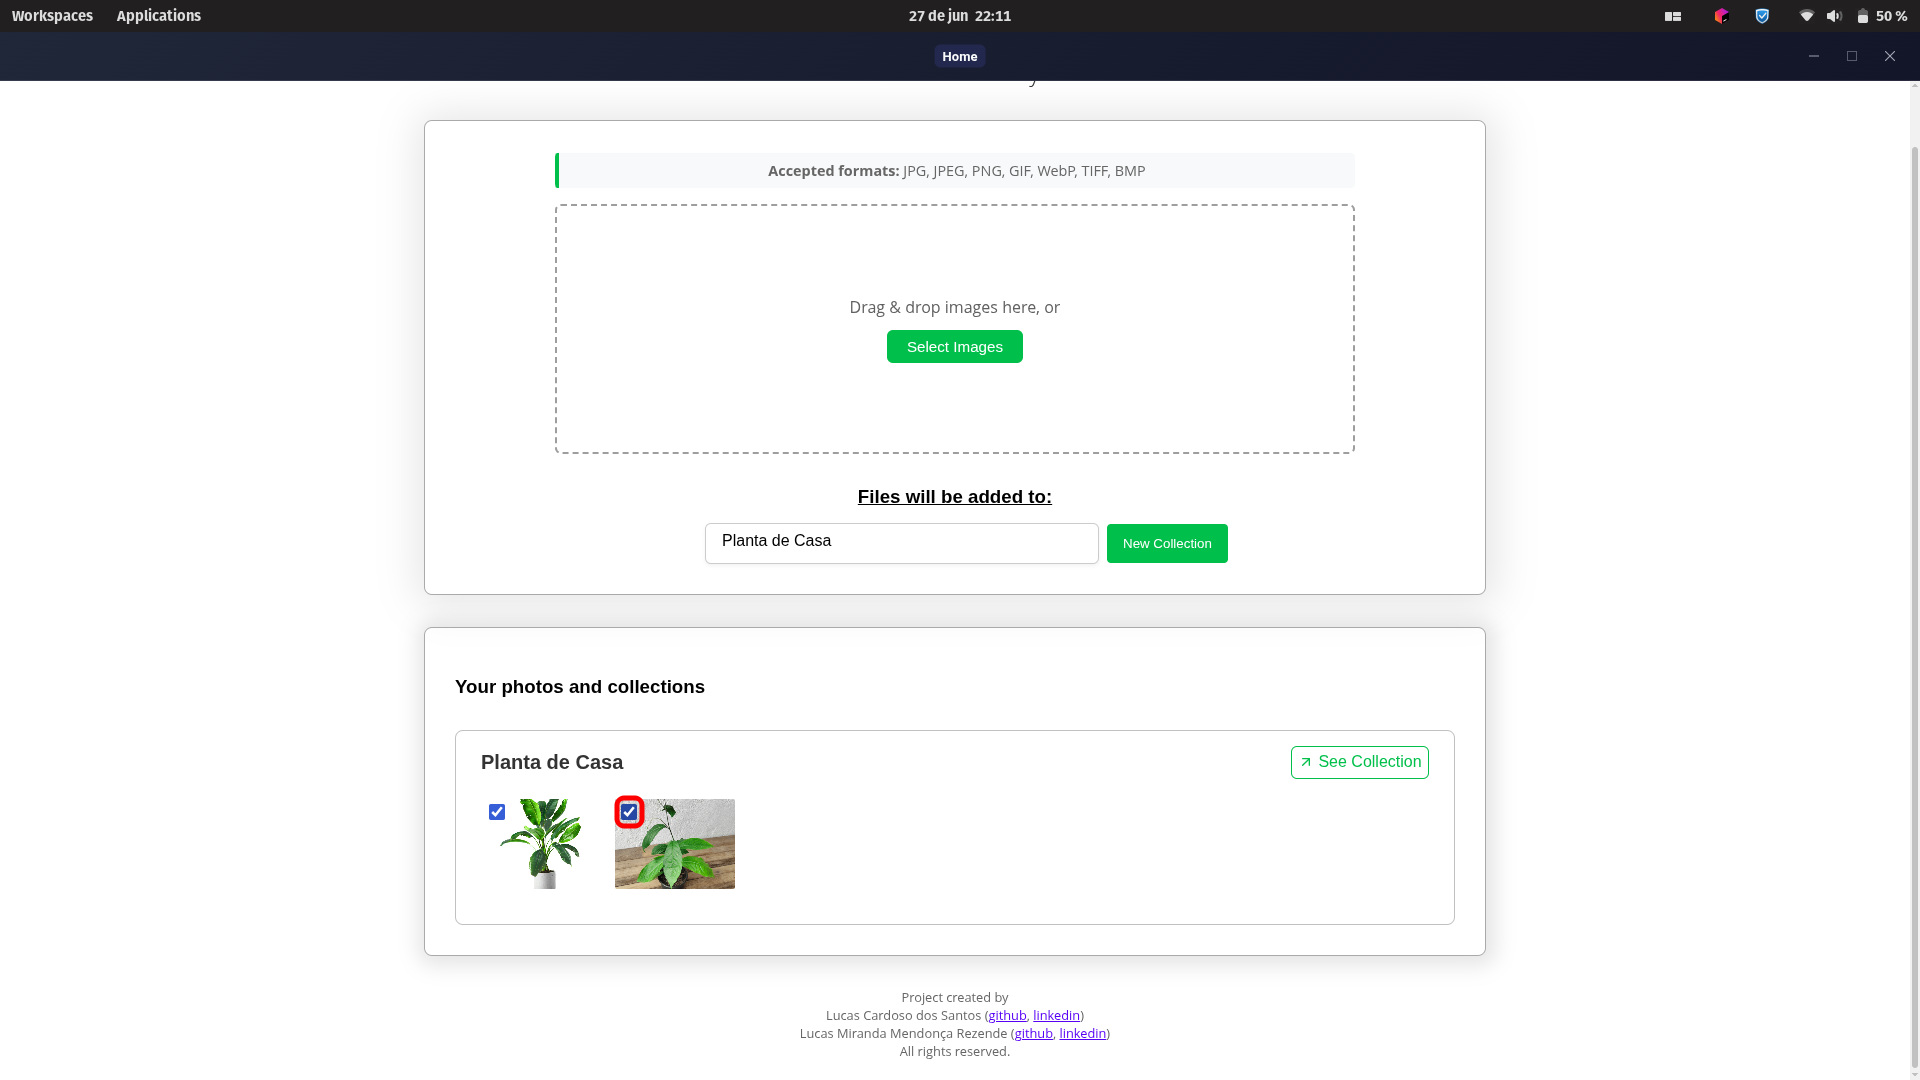 Workspaces Applications 27 de jun 22:11 50 %
Home
Accepted formats: JPG, JPEG, PNG, GIF, WebP, TIFF, BMP
Drag & drop images here, or
Select Images
Files will be added to:
Planta de Casa New Collection
Your photos and collections
Planta de Casa See Collection
Project created by
Lucas Cardoso dos Santos (github, linkedin)
Lucas Miranda Mendonça Rezende (github, linkedin)
All rights reserved.